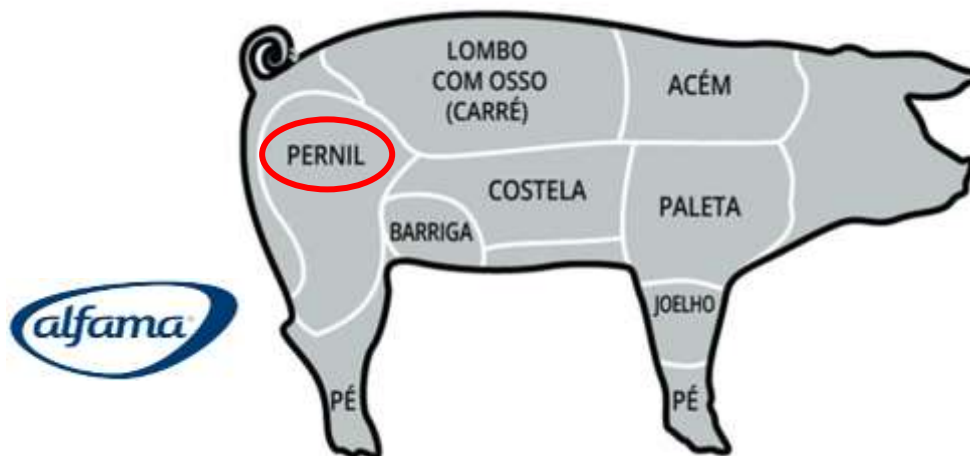 LOMBO
COM OSSO
(CARRÉ)
ACÉM
PERNIL
COSTELA
PALETA
BARRIGA
JOELHO
alfama
PÉ
PÉ